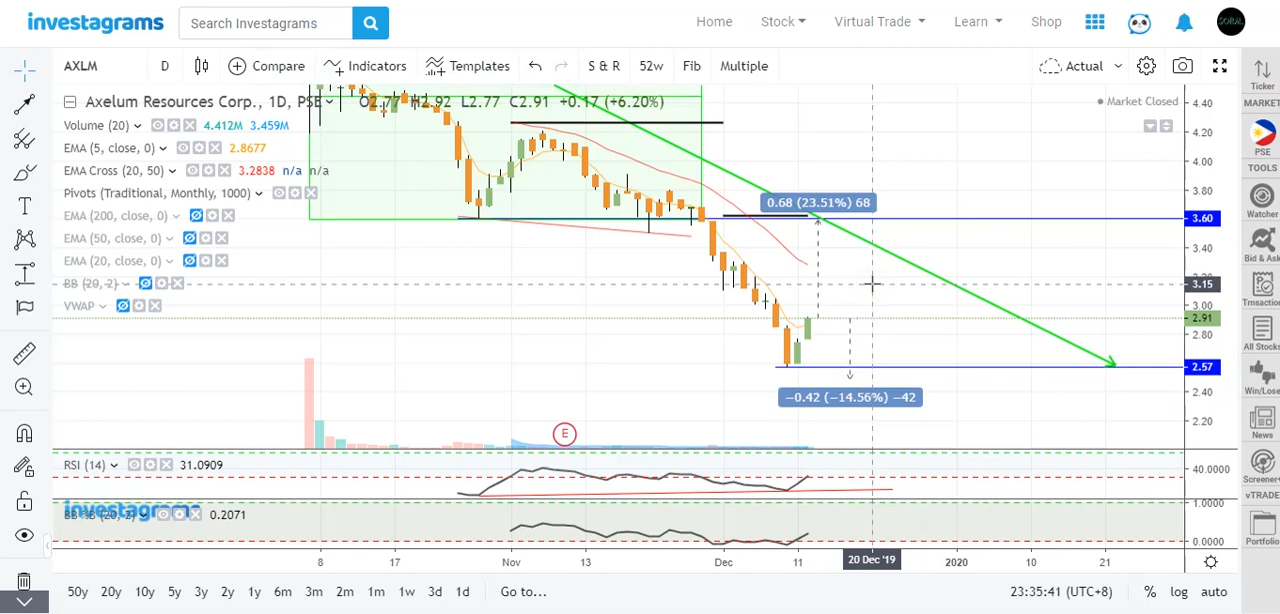 investagrams
Search Investagrams
Home
Stock
Virtual Trade
Learn
Shop
SORAL
AXLM
D
Compare
Indicators
Templates
S & R
52w
Fib
Multiple
Actual
Axelum Resources Corp., 1D, PSE
O2.77 H2.92 L2.77 C2.91 +0.17 (+6.20%)
Market Closed
Volume (20) 4.412M 3.459M
EMA (5, close, 0) 2.8677
EMA Cross (20, 50) 3.2838 n/a n/a
Pivots (Traditional, Monthly, 1000)
EMA (200, close, 0)
EMA (50, close, 0)
EMA (20, close, 0)
BB (20, 2)
VWAP
0.68 (23.51%) 68
−0.42 (−14.56%) −42
E
4.40
4.20
4.00
3.80
3.60
3.40
3.20
3.15
3.00
2.91
2.80
2.57
2.40
2.20
RSI (14) 31.0909
40.0000
investagrams
BB %B (20, 2) 0.2071
1.0000
0.0000
8
17
Nov
13
Dec
11
20 Dec '19
2020
10
21
50y 20y 10y 5y 3y 2y 1y 6m 3m 2m 1m 1w 3d 1d Go to...
23:35:41 (UTC+8)
% log auto
Ticker
MARKET
PSE
TOOLS
Watcher
Bid & Ask
Trnsaction
All Stocks
Win/Lose
News
Screener+
vTRADE
Portfolio